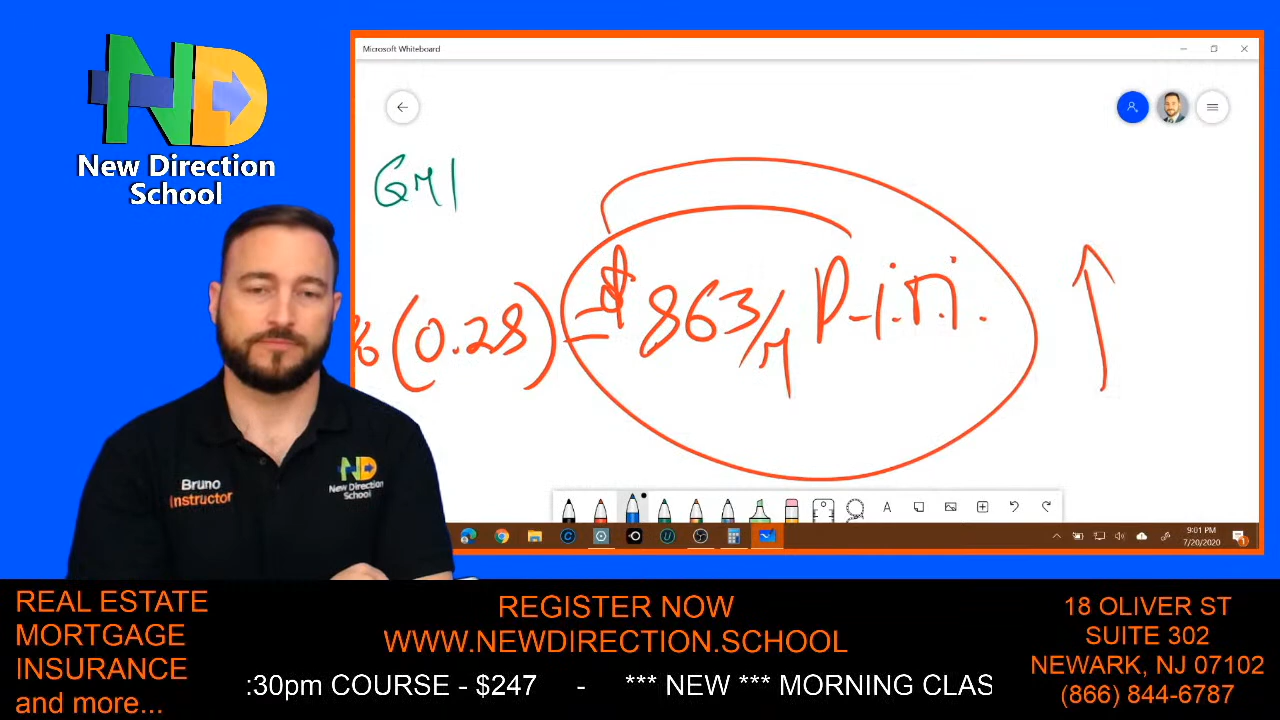 ND
New Direction
School
Microsoft Whiteboard
GMI
% (0.28) = $863/M P.i.T.i.
Bruno
Instructor
ND
New Direction
School
A
9:01 PM
7/20/2020
REAL ESTATE
MORTGAGE
INSURANCE
and more...
REGISTER NOW
WWW.NEWDIRECTION.SCHOOL
:30pm COURSE - $247 - *** NEW *** MORNING CLAS
18 OLIVER ST
SUITE 302
NEWARK, NJ 07102
(866) 844-6787